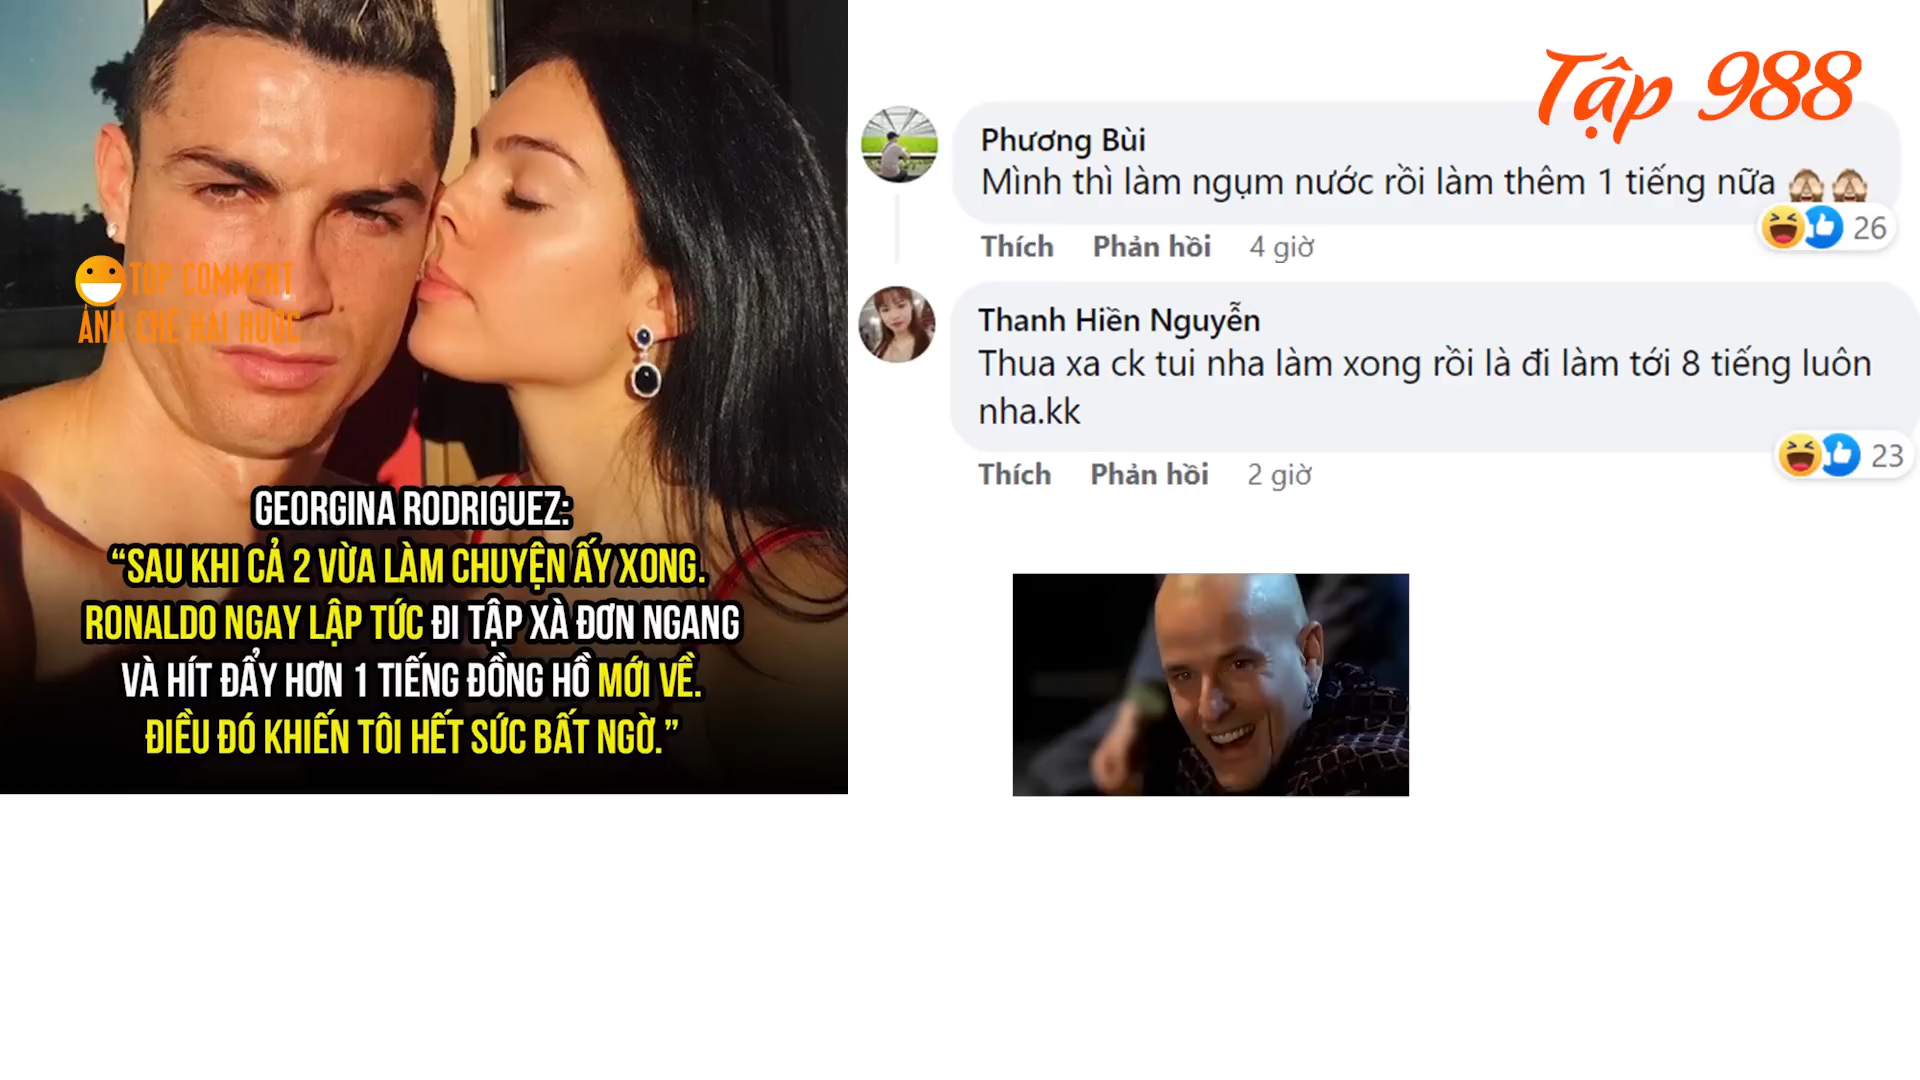 Tập 988
TOP COMMENT
ẢNH CHẾ HÀI HƯỚC
GEORGINA RODRIGUEZ:
“SAU KHI CẢ 2 VỪA LÀM CHUYỆN ẤY XONG.
RONALDO NGAY LẬP TỨC ĐI TẬP XÀ ĐƠN NGANG
VÀ HÍT ĐẨY HƠN 1 TIẾNG ĐỒNG HỒ MỚI VỀ.
ĐIỀU ĐÓ KHIẾN TÔI HẾT SỨC BẤT NGỜ.”
Phương Bùi
Mình thì làm ngụm nước rồi làm thêm 1 tiếng nữa 🙈🙈
26
Thích Phản hồi 4 giờ
Thanh Hiền Nguyễn
Thua xa ck tui nha làm xong rồi là đi làm tới 8 tiếng luôn
nha.kk
23
Thích Phản hồi 2 giờ